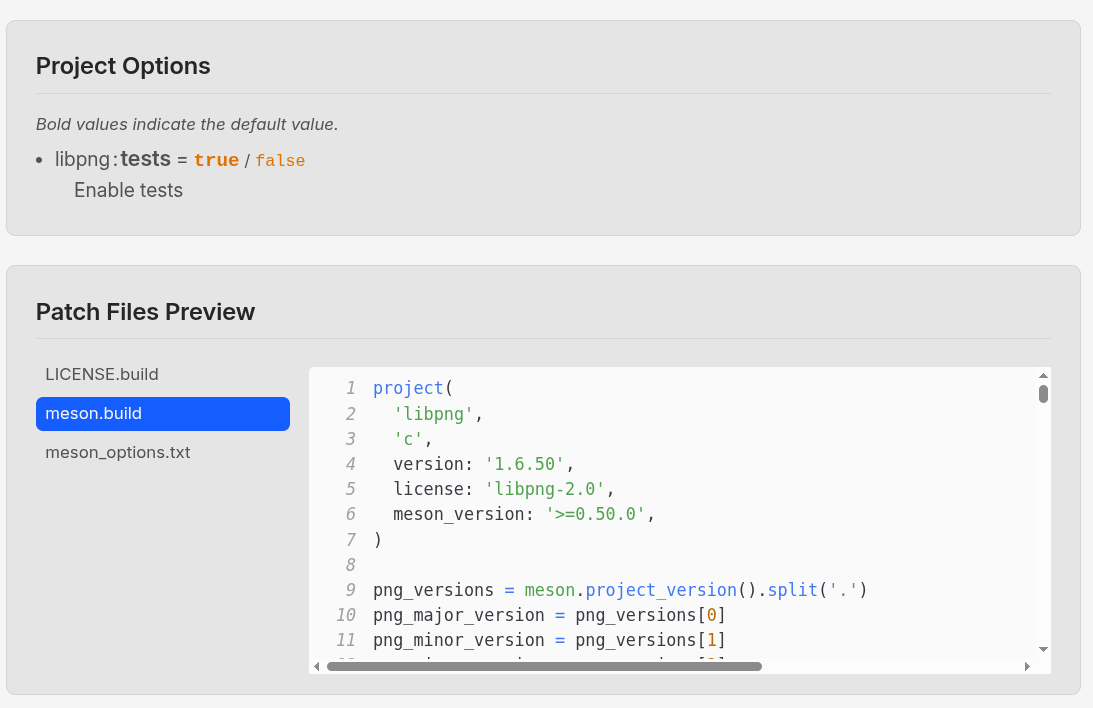 Project Options
Bold values indicate the default value.
• libpng:tests = true / false
Enable tests
Patch Files Preview
LICENSE.build
meson.build
meson_options.txt
1 project(
2   'libpng',
3   'c',
4   version: '1.6.50',
5   license: 'libpng-2.0',
6   meson_version: '>=0.50.0',
7 )
8
9 png_versions = meson.project_version().split('.')
10 png_major_version = png_versions[0]
11 png_minor_version = png_versions[1]